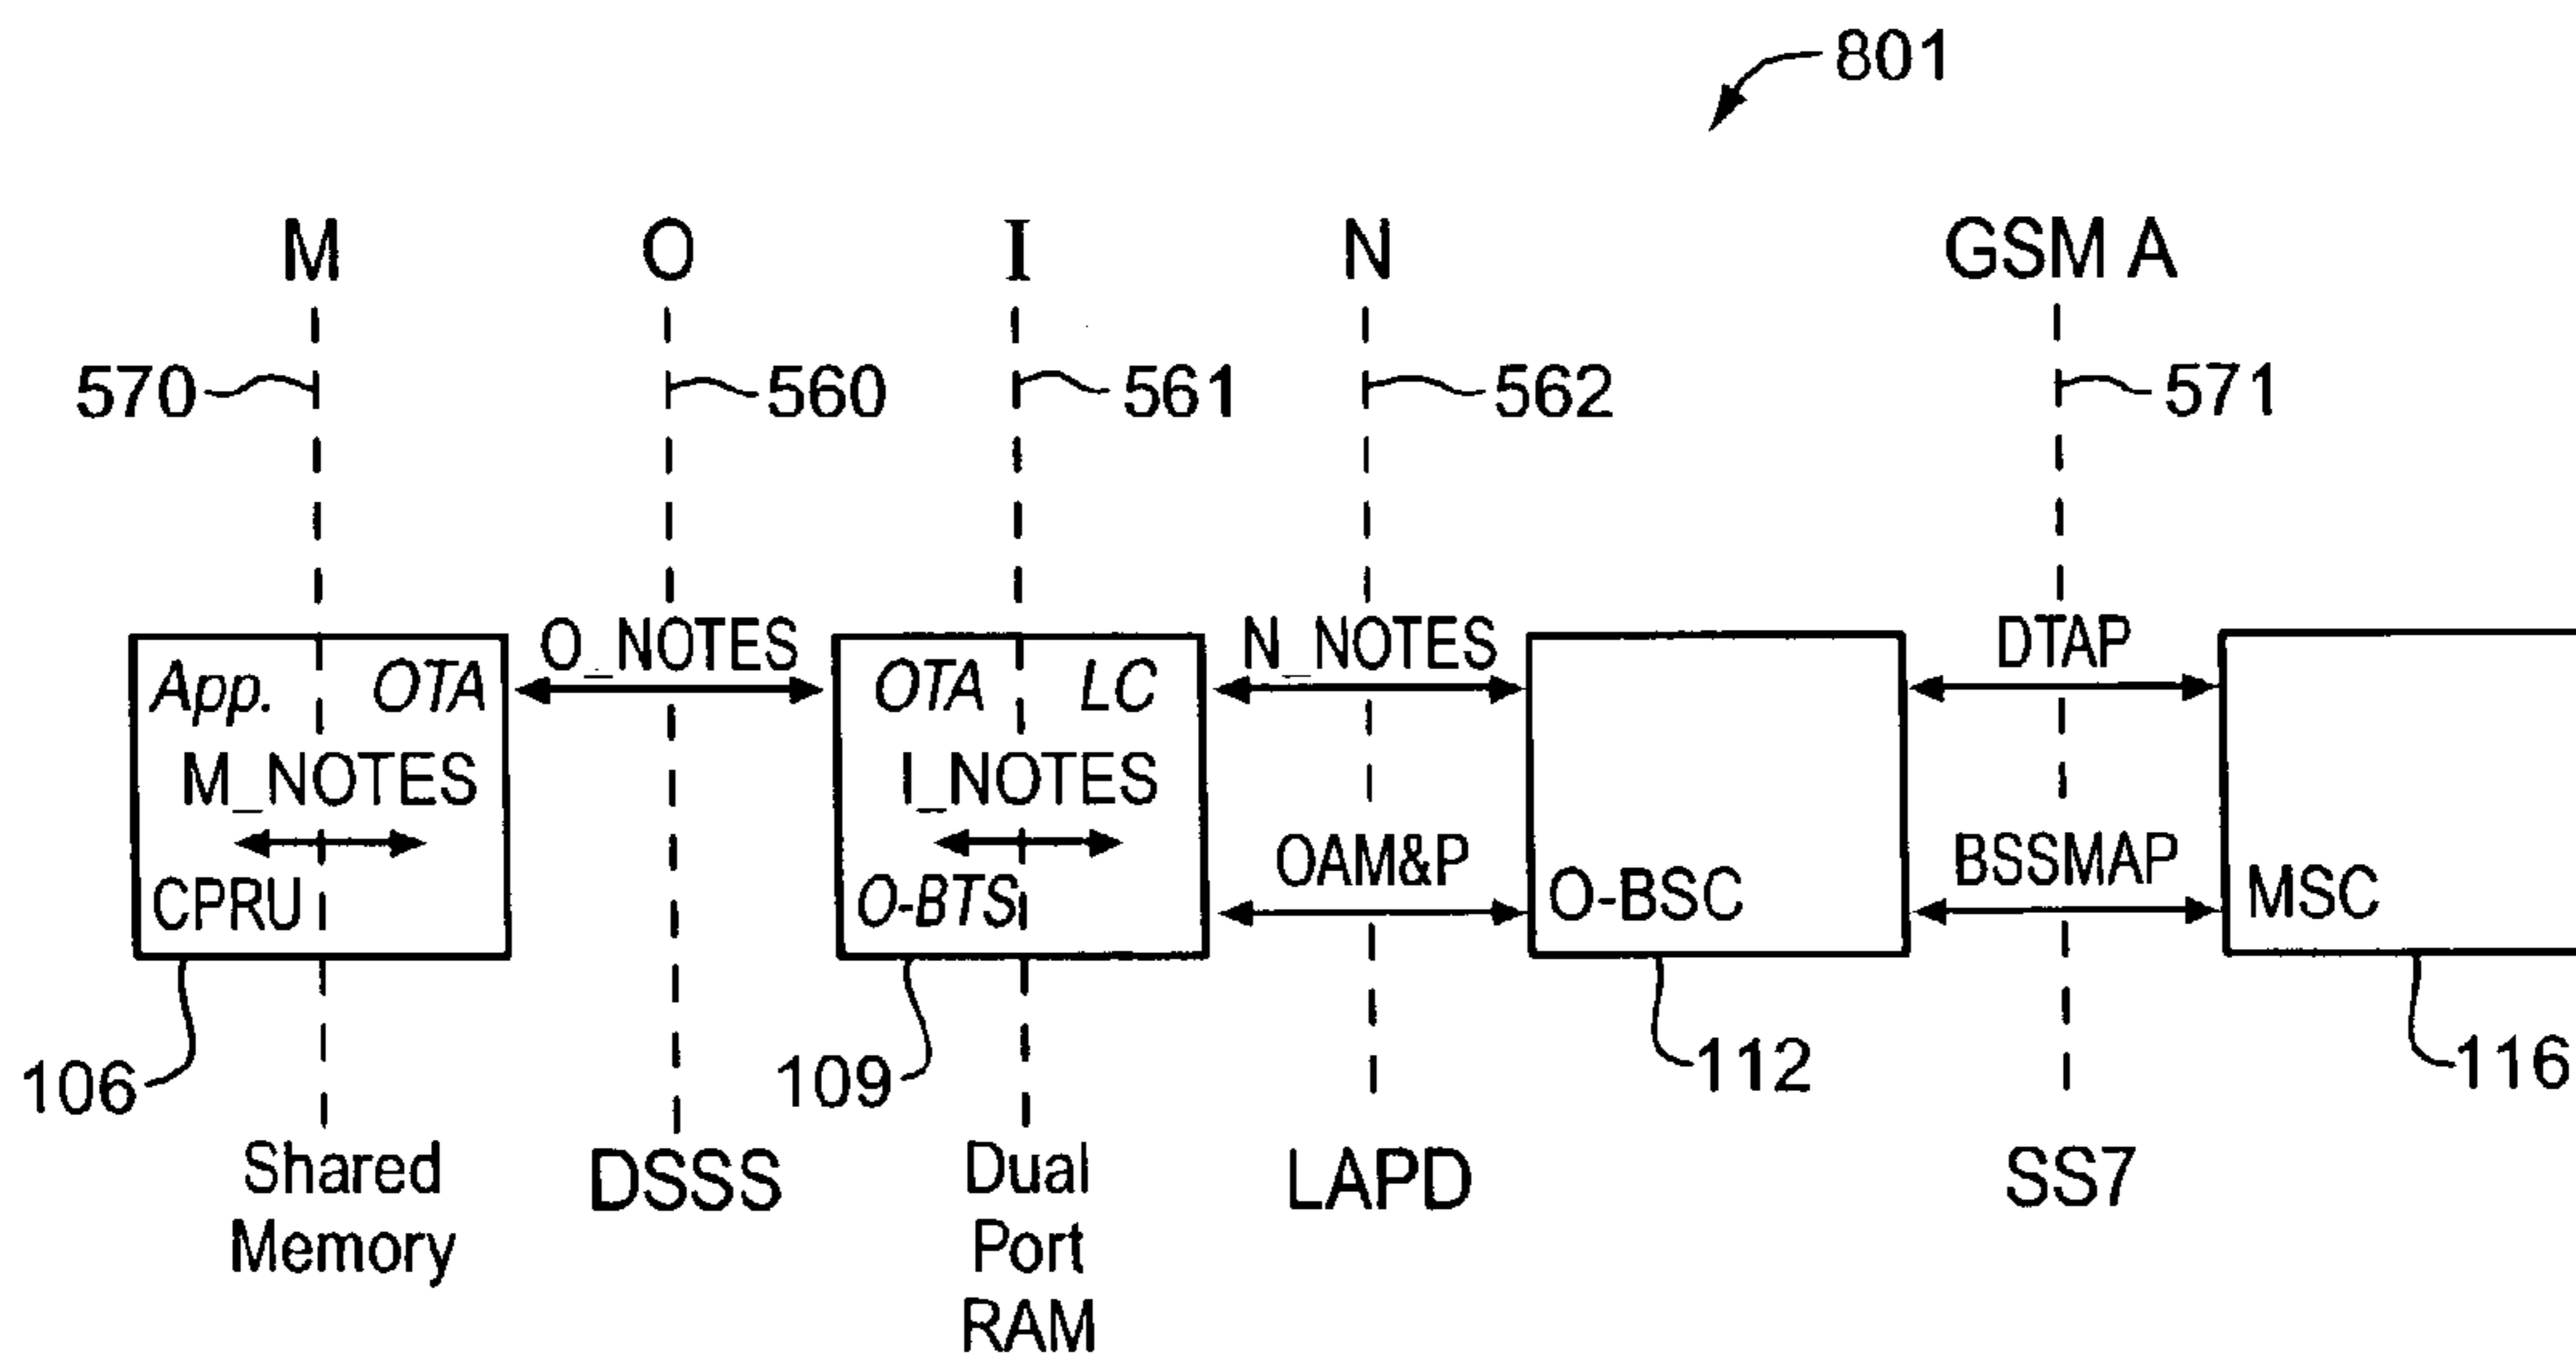 801
M O I N GSM A
570 560 561 562 571
O_NOTES N_NOTES DTAP
App. OTA OTA LC
M_NOTES I_NOTES
OAM&P BSSMAP
CPRU O-BTS O-BSC MSC
106 109 112 116
Shared Memory
DSSS
Dual Port RAM
LAPD
SS7